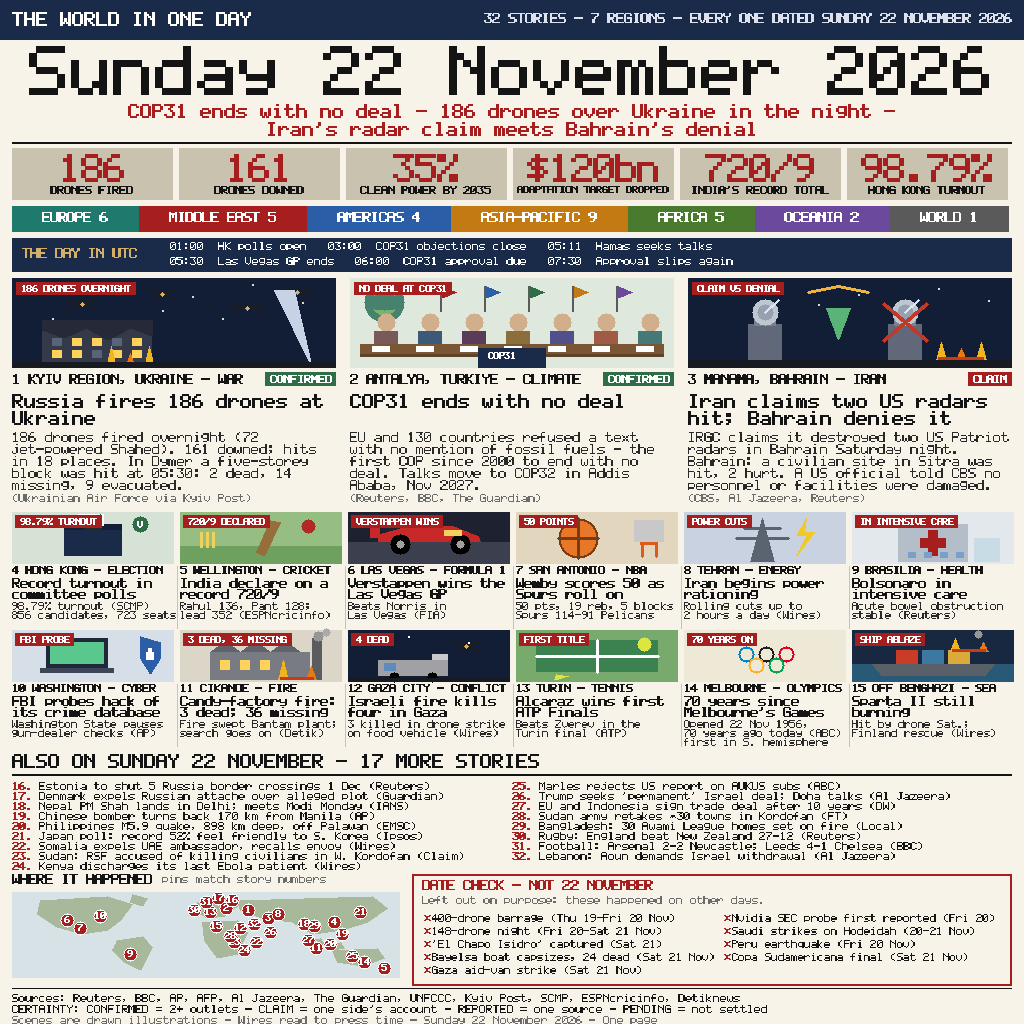 THE WORLD IN ONE DAY
32 STORIES - 7 REGIONS - EVERY ONE DATED SUNDAY 22 NOVEMBER 2026
Sunday 22 November 2026
COP31 ends with no deal - 186 drones over Ukraine in the night -
Iran's radar claim meets Bahrain's denial
186
DRONES FIRED
161
DRONES DOWNED
35%
CLEAN POWER BY 2035
$120bn
ADAPTATION TARGET DROPPED
720/9
INDIA'S RECORD TOTAL
98.79%
HONG KONG TURNOUT
EUROPE 6
MIDDLE EAST 5
AMERICAS 4
ASIA-PACIFIC 9
AFRICA 5
OCEANIA 2
WORLD 1
THE DAY IN UTC
01:00 HK polls open 03:00 COP31 objections close 05:11 Hamas seeks talks
05:30 Las Vegas GP ends 06:00 COP31 approval due 07:30 Approval slips again
186 DRONES OVERNIGHT
1 KYIV REGION, UKRAINE - WAR
CONFIRMED
Russia fires 186 drones at
Ukraine
186 drones fired overnight (72
jet-powered Shahed). 161 downed; hits
in 18 places. In Dymer a five-storey
block was hit at 05:30: 2 dead, 14
missing, 9 evacuated.
(Ukrainian Air Force via Kyiv Post)
NO DEAL AT COP31
COP31
2 ANTALYA, TURKIYE - CLIMATE
CONFIRMED
COP31 ends with no deal
EU and 130 countries refused a text
with no mention of fossil fuels - the
first COP since 2000 to end with no
deal. Talks move to COP32 in Addis
Ababa, Nov 2027.
(Reuters, BBC, The Guardian)
CLAIM VS DENIAL
3 MANAMA, BAHRAIN - IRAN
CLAIM
Iran claims two US radars
hit; Bahrain denies it
IRGC claims it destroyed two US Patriot
radars in Bahrain Saturday night.
Bahrain: a civilian site in Sitra was
hit, 2 hurt. A US official told CBS no
personnel or facilities were damaged.
(CBS, Al Jazeera, Reuters)
98.79% TURNOUT
V
4 HONG KONG - ELECTION
Record turnout in
committee polls
98.79% turnout (SCMP)
856 candidates, 723 seats
720/9 DECLARED
5 WELLINGTON - CRICKET
India declare on a
record 720/9
Rahul 136, Pant 128;
lead 352 (ESPNcricinfo)
VERSTAPPEN WINS
6 LAS VEGAS - FORMULA 1
Verstappen wins the
Las Vegas GP
Beats Norris in
Las Vegas (FIA)
50 POINTS
7 SAN ANTONIO - NBA
Wemby scores 50 as
Spurs roll on
50 pts, 19 reb, 5 blocks
Spurs 114-91 Pelicans
POWER CUTS
8 TEHRAN - ENERGY
Iran begins power
rationing
Rolling cuts up to
2 hours a day (Wires)
IN INTENSIVE CARE
9 BRASILIA - HEALTH
Bolsonaro in
intensive care
Acute bowel obstruction
stable (Reuters)
FBI PROBE
10 WASHINGTON - CYBER
FBI probes hack of
its crime database
Washington State pauses
gun-dealer checks (AP)
3 DEAD, 36 MISSING
11 CIKANDE - FIRE
Candy-factory fire:
3 dead; 36 missing
Fire swept Bantam plant;
search goes on (Detik)
4 DEAD
12 GAZA CITY - CONFLICT
Israeli fire kills
four in Gaza
3 killed in drone strike
on food vehicle (Wires)
FIRST TITLE
13 TURIN - TENNIS
Alcaraz wins first
ATP Finals
Beats Zverev in the
Turin final (ATP)
70 YEARS ON
14 MELBOURNE - OLYMPICS
70 years since
Melbourne's Games
Opened 22 Nov 1956,
70 years ago today (ABC)
first in S. hemisphere
SHIP ABLAZE
15 OFF BENGHAZI - SEA
Sparta II still
burning
Hit by drone Sat.;
Finland rescue (Wires)
ALSO ON SUNDAY 22 NOVEMBER - 17 MORE STORIES
16. Estonia to shut 5 Russia border crossings 1 Dec (Reuters)
17. Denmark expels Russian attache over alleged plot (Guardian)
18. Nepal PM Shah lands in Delhi; meets Modi Monday (IANS)
19. Chinese bomber turns back 170 km from Manila (AP)
20. Philippines M5.9 quake, 898 km deep, off Palawan (EMSC)
21. Japan poll: record 52% feel friendly to S. Korea (Ipsos)
22. Somalia expels UAE ambassador, recalls envoy (Wires)
23. Sudan: RSF accused of killing civilians in W. Kordofan (Claim)
24. Kenya discharges its last Ebola patient (Wires)
25. Marles rejects US report on AUKUS subs (ABC)
26. Trump seeks 'permanent' Israel deal; Doha talks (Al Jazeera)
27. EU and Indonesia sign trade deal after 10 years (DW)
28. Sudan army retakes +30 towns in Kordofan (FT)
29. Bangladesh: 30 Awami League homes set on fire (Local)
30. Rugby: England beat New Zealand 27-12 (Reuters)
31. Football: Arsenal 2-2 Newcastle; Leeds 4-1 Chelsea (BBC)
32. Lebanon: Aoun demands Israel withdrawal (Al Jazeera)
WHERE IT HAPPENED pins match story numbers
6
7
10
9
1
3
8
4
21
5
DATE CHECK - NOT 22 NOVEMBER
Left out on purpose: these happened on other days.
×400-drone barrage (Thu 19-Fri 20 Nov)
×148-drone night (Fri 20-Sat 21 Nov)
×'El Chapo Isidro' captured (Sat 21)
×Bayelsa boat capsizes, 24 dead (Sat 21 Nov)
×Gaza aid-van strike (Sat 21 Nov)
×Nvidia SEC probe first reported (Fri 20)
×Saudi strikes on Hodeidah (20-21 Nov)
×Peru earthquake (Fri 20 Nov)
×Copa Sudamericana final (Sat 21 Nov)
Sources: Reuters, BBC, AP, AFP, Al Jazeera, The Guardian, UNFCCC, Kyiv Post, SCMP, ESPNcricinfo, Detiknews
CERTAINTY: CONFIRMED = 2+ outlets - CLAIM = one side's account - REPORTED = one source - PENDING = not settled
Scenes are drawn illustrations - Wires read to press time - Sunday 22 November 2026 - One page